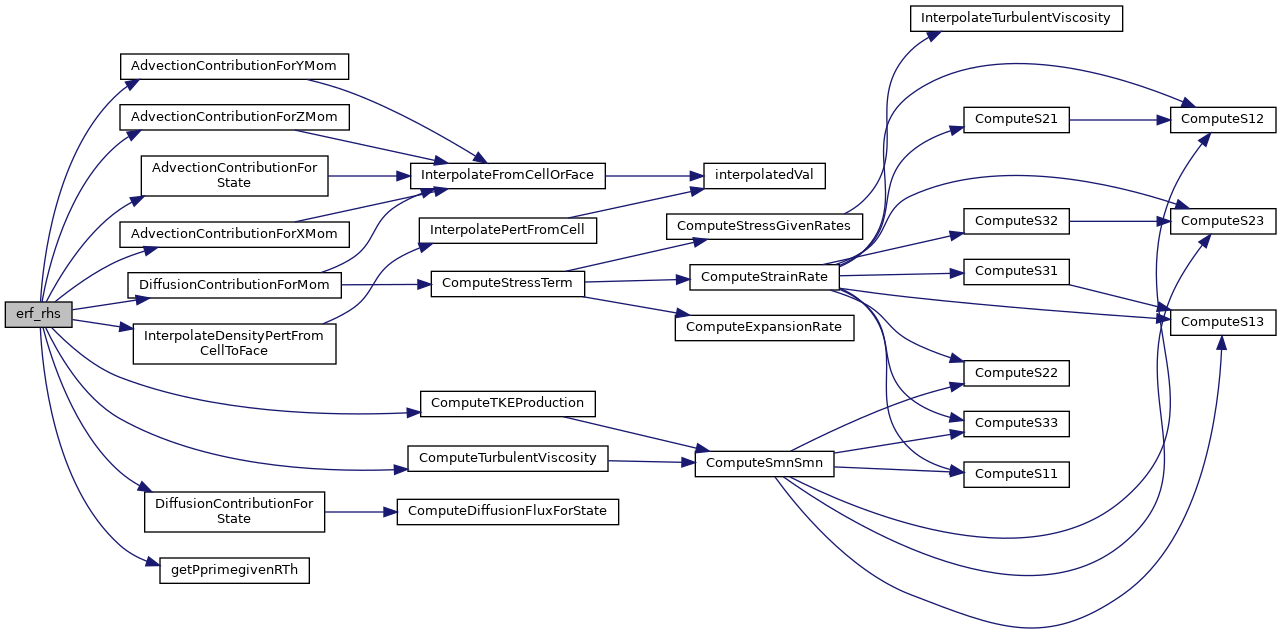 erf_rhs
AdvectionContributionForYMom
AdvectionContributionForZMom
AdvectionContributionFor
State
AdvectionContributionForXMom
DiffusionContributionForMom
InterpolateDensityPertFrom
CellToFace
DiffusionContributionFor
State
getPprimegivenRTh
InterpolateFromCellOrFace
InterpolatePertFromCell
ComputeStressTerm
ComputeTKEProduction
ComputeTurbulentViscosity
ComputeDiffusionFluxForState
interpolatedVal
ComputeStressGivenRates
ComputeStrainRate
ComputeExpansionRate
ComputeSmnSmn
InterpolateTurbulentViscosity
ComputeS21
ComputeS32
ComputeS31
ComputeS22
ComputeS33
ComputeS11
ComputeS12
ComputeS23
ComputeS13